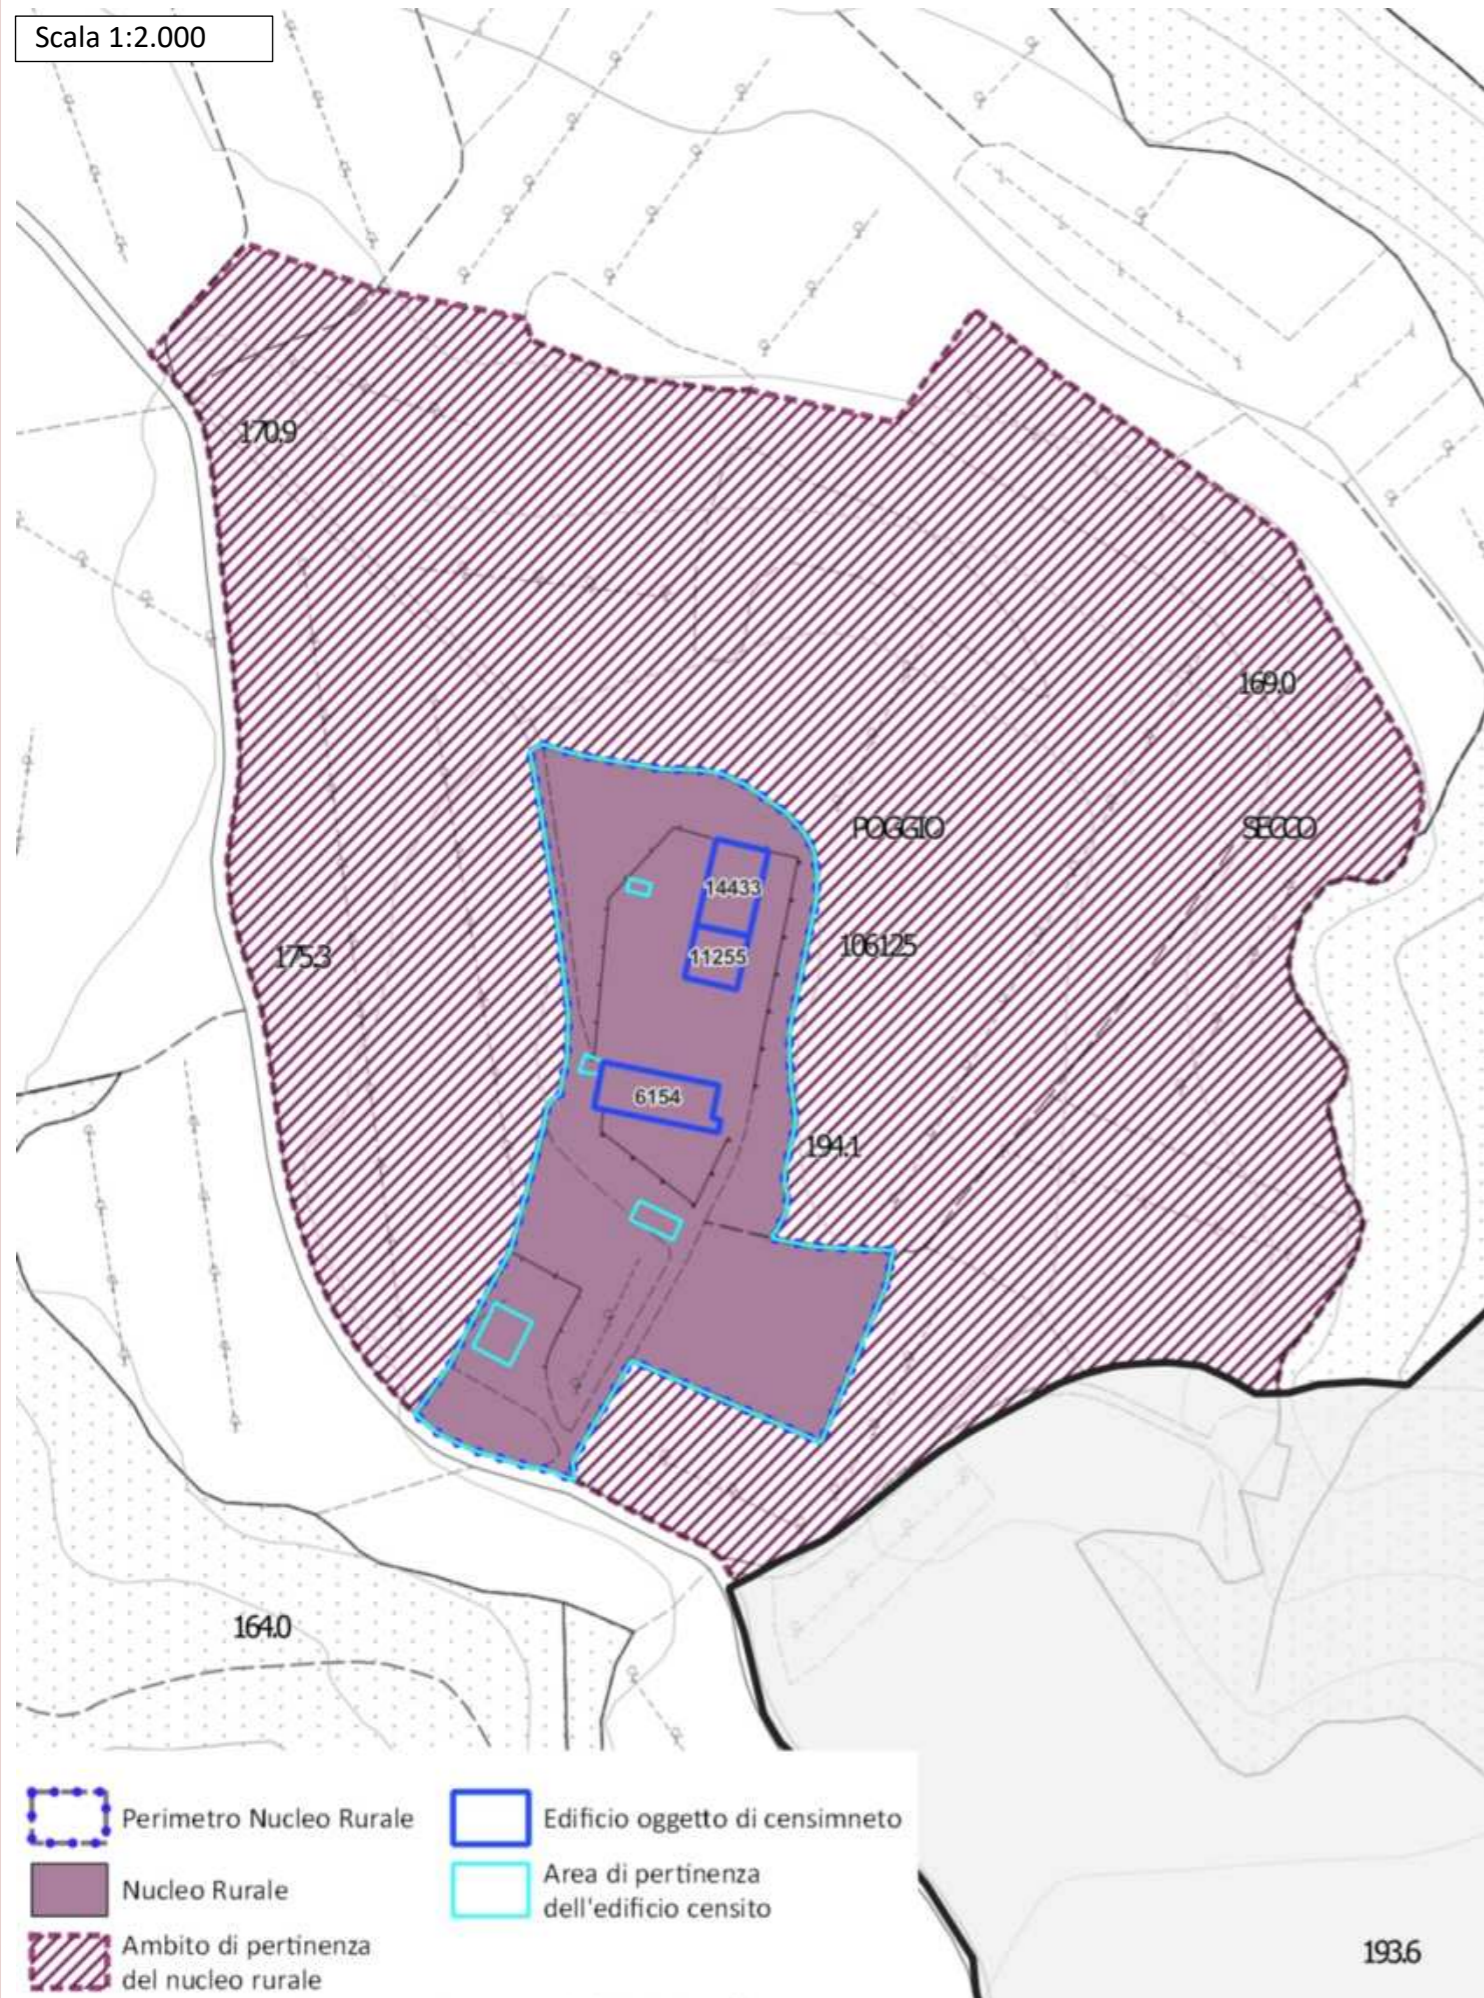 Scala 1:2.000
170.9
169.0
POGGIO
SECCO
14433
11255
106125
175.3
6154
194.1
164.0
Perimetro Nucleo Rurale
Edificio oggetto di censimneto
Nucleo Rurale
Area di pertinenza
dell'edificio censito
Ambito di pertinenza
del nucleo rurale
193.6